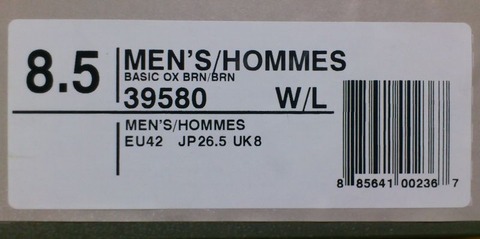 8.5
MEN'S/HOMMES
BASIC OX BRN/BRN
39580 W/L
MEN'S/HOMMES
EU42 JP26.5 UK8
8 85641 00236 7